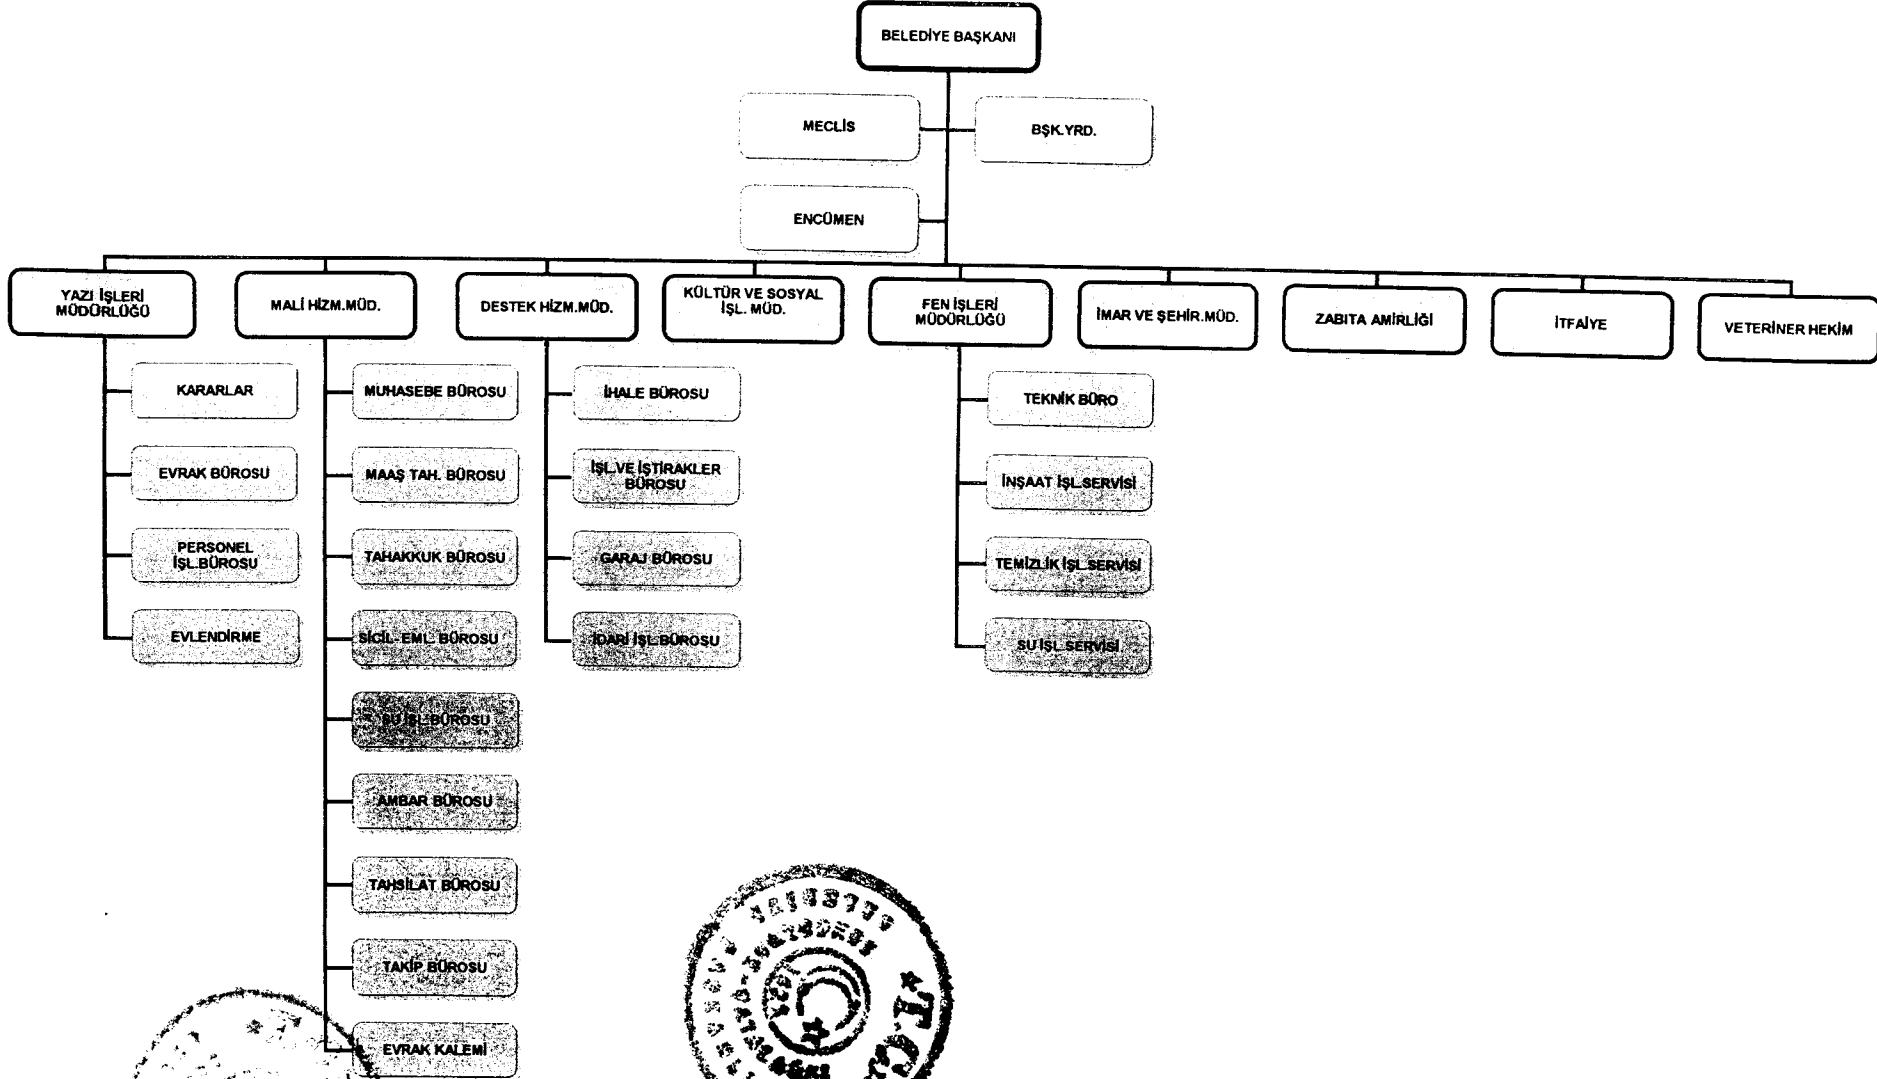 BELEDİYE BAŞKANI
MECLİS
BŞK.YRD.
ENCÜMEN
YAZI İŞLERİ
MÜDÜRLÜĞÜ
MALİ HİZM.MÜD.
DESTEK HİZM.MÜD.
KÜLTÜR VE SOSYAL
İŞL. MÜD.
FEN İŞLERİ
MÜDÜRLÜĞÜ
İMAR VE ŞEHİR.MÜD.
ZABITA AMİRLİĞİ
İTFAİYE
VETERİNER HEKİM
KARARLAR
EVRAK BÜROSU
PERSONEL
İŞL.BÜROSU
EVLENDİRME
MUHASEBE BÜROSU
MAAŞ TAH. BÜROSU
TAHAKKUK BÜROSU
SİCİL- EML. BÜROSU
SU İŞL.BÜROSU
AMBAR BÜROSU
TAHSİLAT BÜROSU
TAKİP BÜROSU
EVRAK KALEMİ
İHALE BÜROSU
İŞL.VE İŞTİRAKLER
BÜROSU
GARAJ BÜROSU
İDARİ İŞL.BÜROSU
TEKNİK BÜRO
İNŞAAT İŞL.SERVİSİ
TEMİZLİK İŞL.SERVİSİ
SU İŞL.SERVİSİ
T.C.